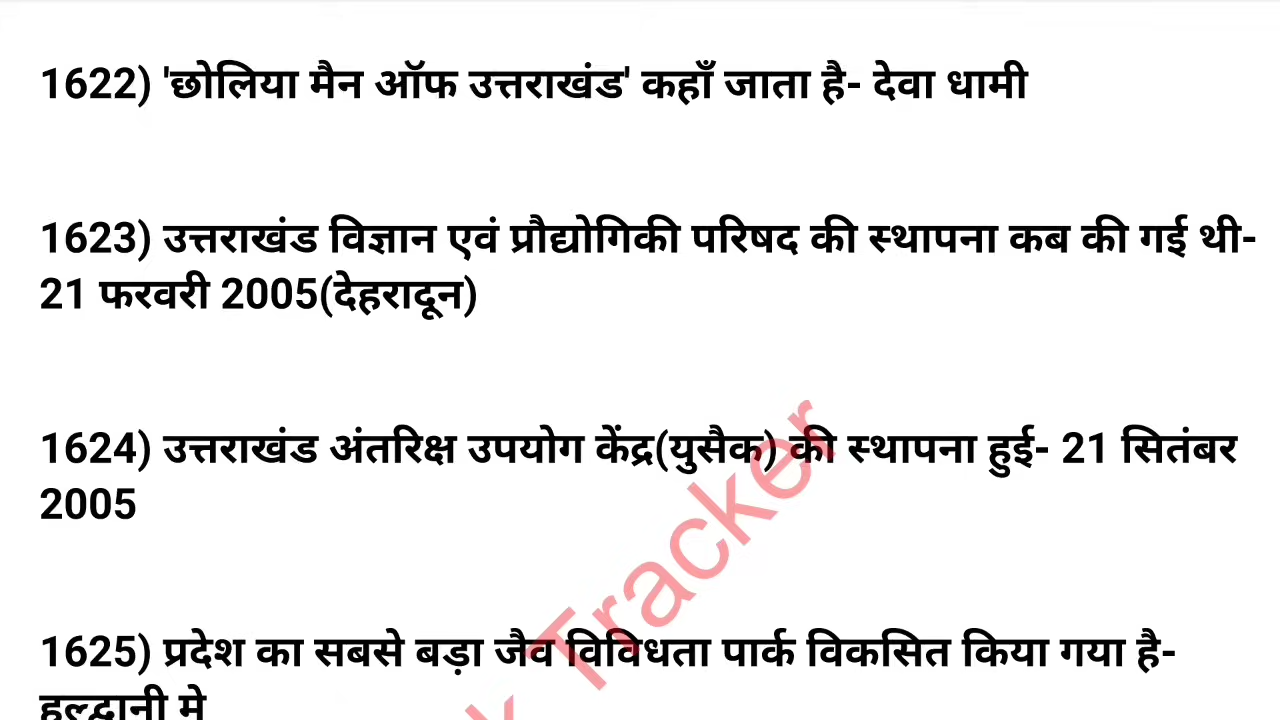 1622) 'छोलिया मैन ऑफ उत्तराखंड' कहाँ जाता है- देवा धामी
1623) उत्तराखंड विज्ञान एवं प्रौद्योगिकी परिषद की स्थापना कब की गई थी-
21 फरवरी 2005(देहरादून)
1624) उत्तराखंड अंतरिक्ष उपयोग केंद्र(युसैक) की स्थापना हुई- 21 सितंबर
2005
1625) प्रदेश का सबसे बड़ा जैव विविधता पार्क विकसित किया गया है-
हल्द्वानी मे
k Tracker